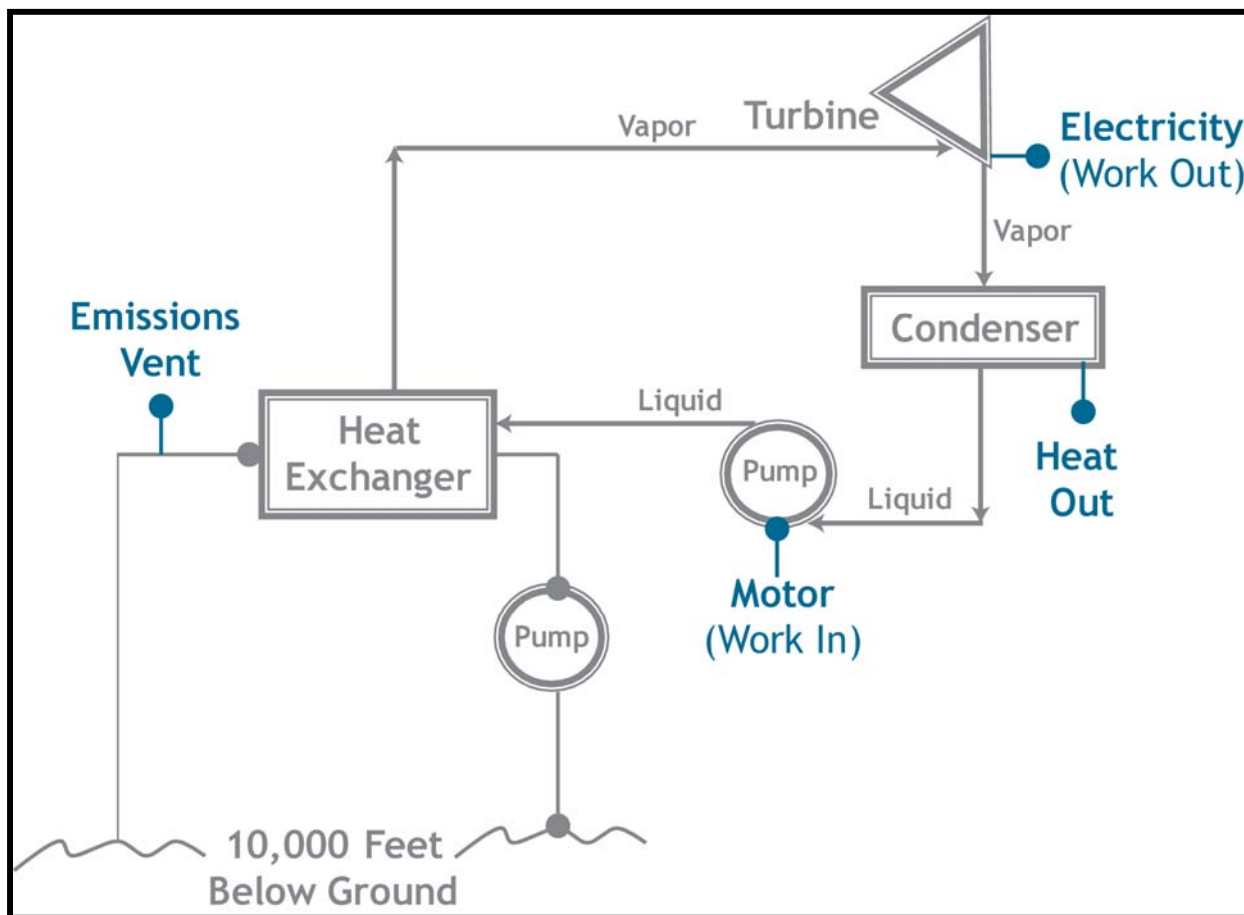 Turbine
Vapor
Electricity
(Work Out)
Vapor
Emissions
Vent
Condenser
Liquid
Heat
Exchanger
Pump
Liquid
Heat
Out
Motor
(Work In)
Pump
10,000 Feet
Below Ground